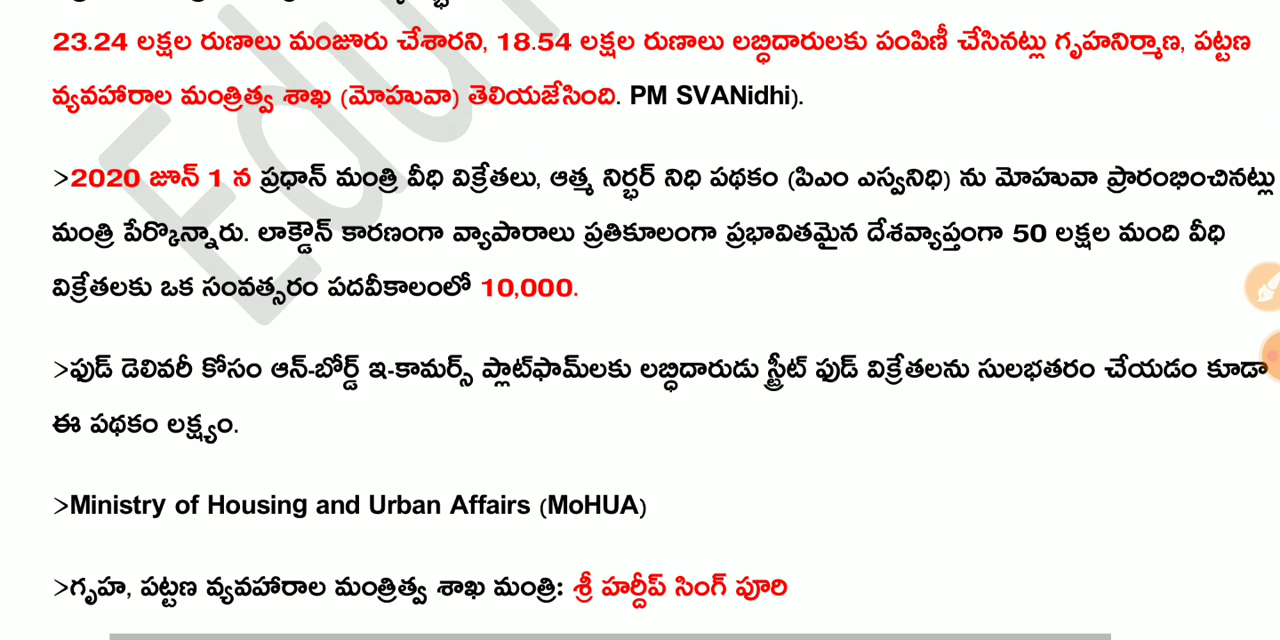 23.24 లక్షల రుణాలు మంజూరు చేశారని, 18.54 లక్షల రుణాలు లబ్ధిదారులకు పంపిణీ చేసినట్లు గృహనిర్మాణ, పట్టణ
వ్యవహారాల మంత్రిత్వ శాఖ (మోహువా) తెలియజేసింది. PM SVANidhi).
>2020 జూన్ 1 న ప్రధాన్ మంత్రి వీధి విక్రేతలు, ఆత్మ నిర్భర్ నిధి పథకం (పిఎం ఎస్వనిధి) ను మోహువా ప్రారంభించినట్లు
మంత్రి పేర్కొన్నారు. లాక్డౌన్ కారణంగా వ్యాపారాలు ప్రతికూలంగా ప్రభావితమైన దేశవ్యాప్తంగా 50 లక్షల మంది వీధి
విక్రేతలకు ఒక సంవత్సరం పదవీకాలంలో 10,000.
>ఫుడ్ డెలివరీ కోసం ఆన్-బోర్డ్ ఇ-కామర్స్ ప్లాట్‌ఫామ్‌లకు లబ్ధిదారుడు స్ట్రీట్ ఫుడ్ విక్రేతలను సులభతరం చేయడం కూడా
ఈ పథకం లక్ష్యం.
>Ministry of Housing and Urban Affairs (MoHUA)
>గృహ, పట్టణ వ్యవహారాల మంత్రిత్వ శాఖ మంత్రి: శ్రీ హర్దీప్ సింగ్ పూరి